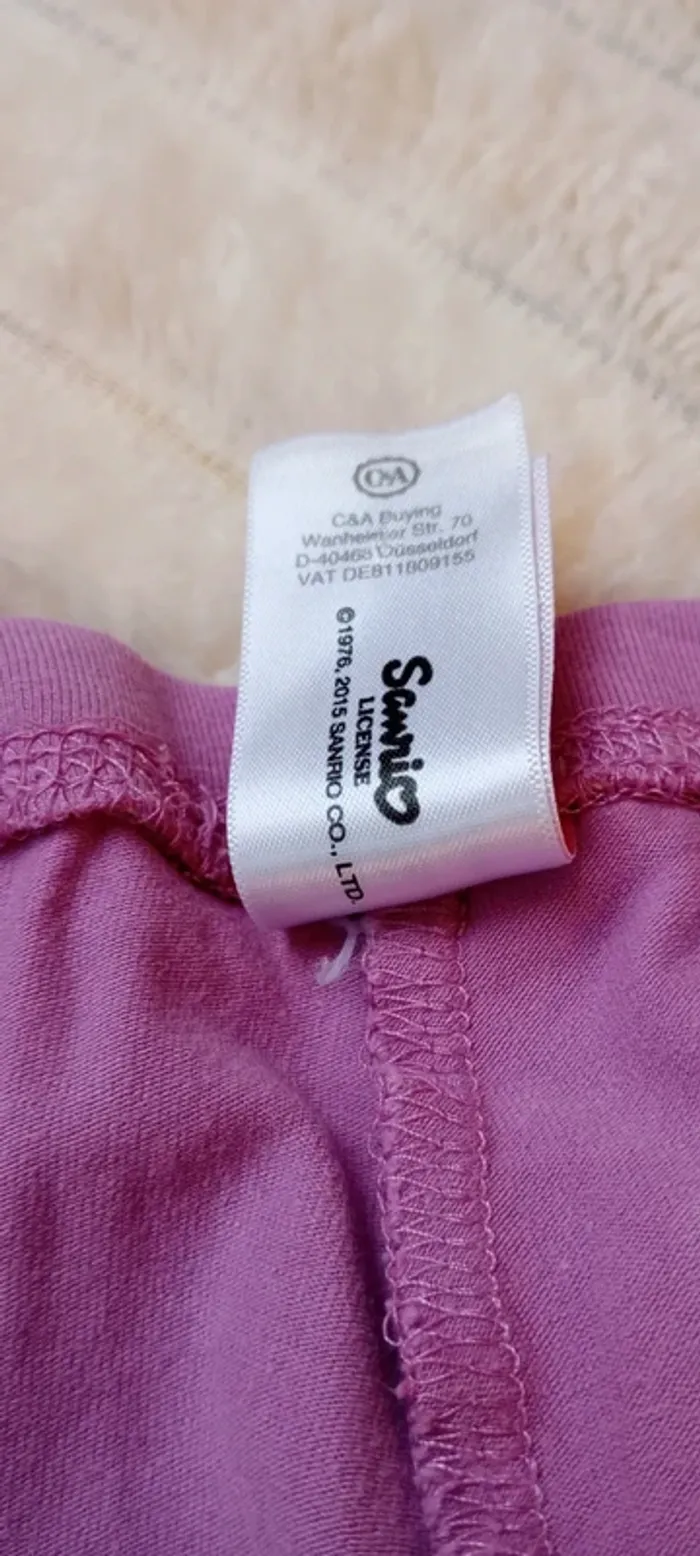 C&A
C&A Buying
Wanheimer Str. 70
D-40468 Düsseldorf
VAT DE811809155
Sanrio
LICENSE
©1976, 2015 SANRIO CO., LTD.